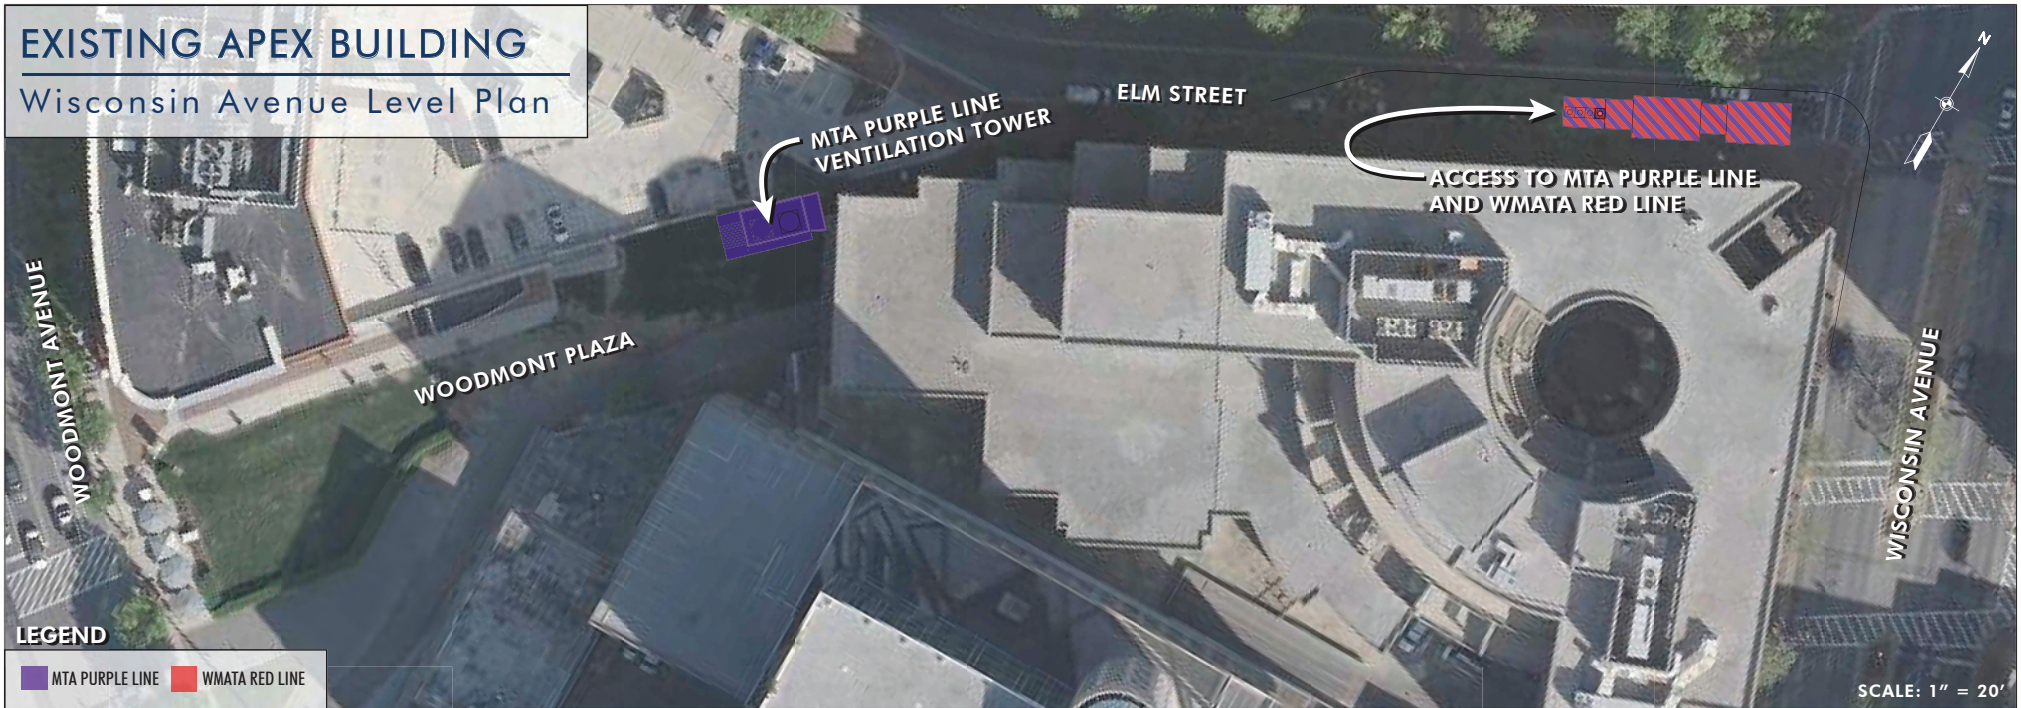 EXISTING APEX BUILDING
Wisconsin Avenue Level Plan
ELM STREET
N
MTA PURPLE LINE
VENTILATION TOWER
ACCESS TO MTA PURPLE LINE
AND WMATA RED LINE
WOODMONT AVENUE
WOODMONT PLAZA
WISCONSIN AVENUE
LEGEND
MTA PURPLE LINE
WMATA RED LINE
SCALE: 1" = 20'